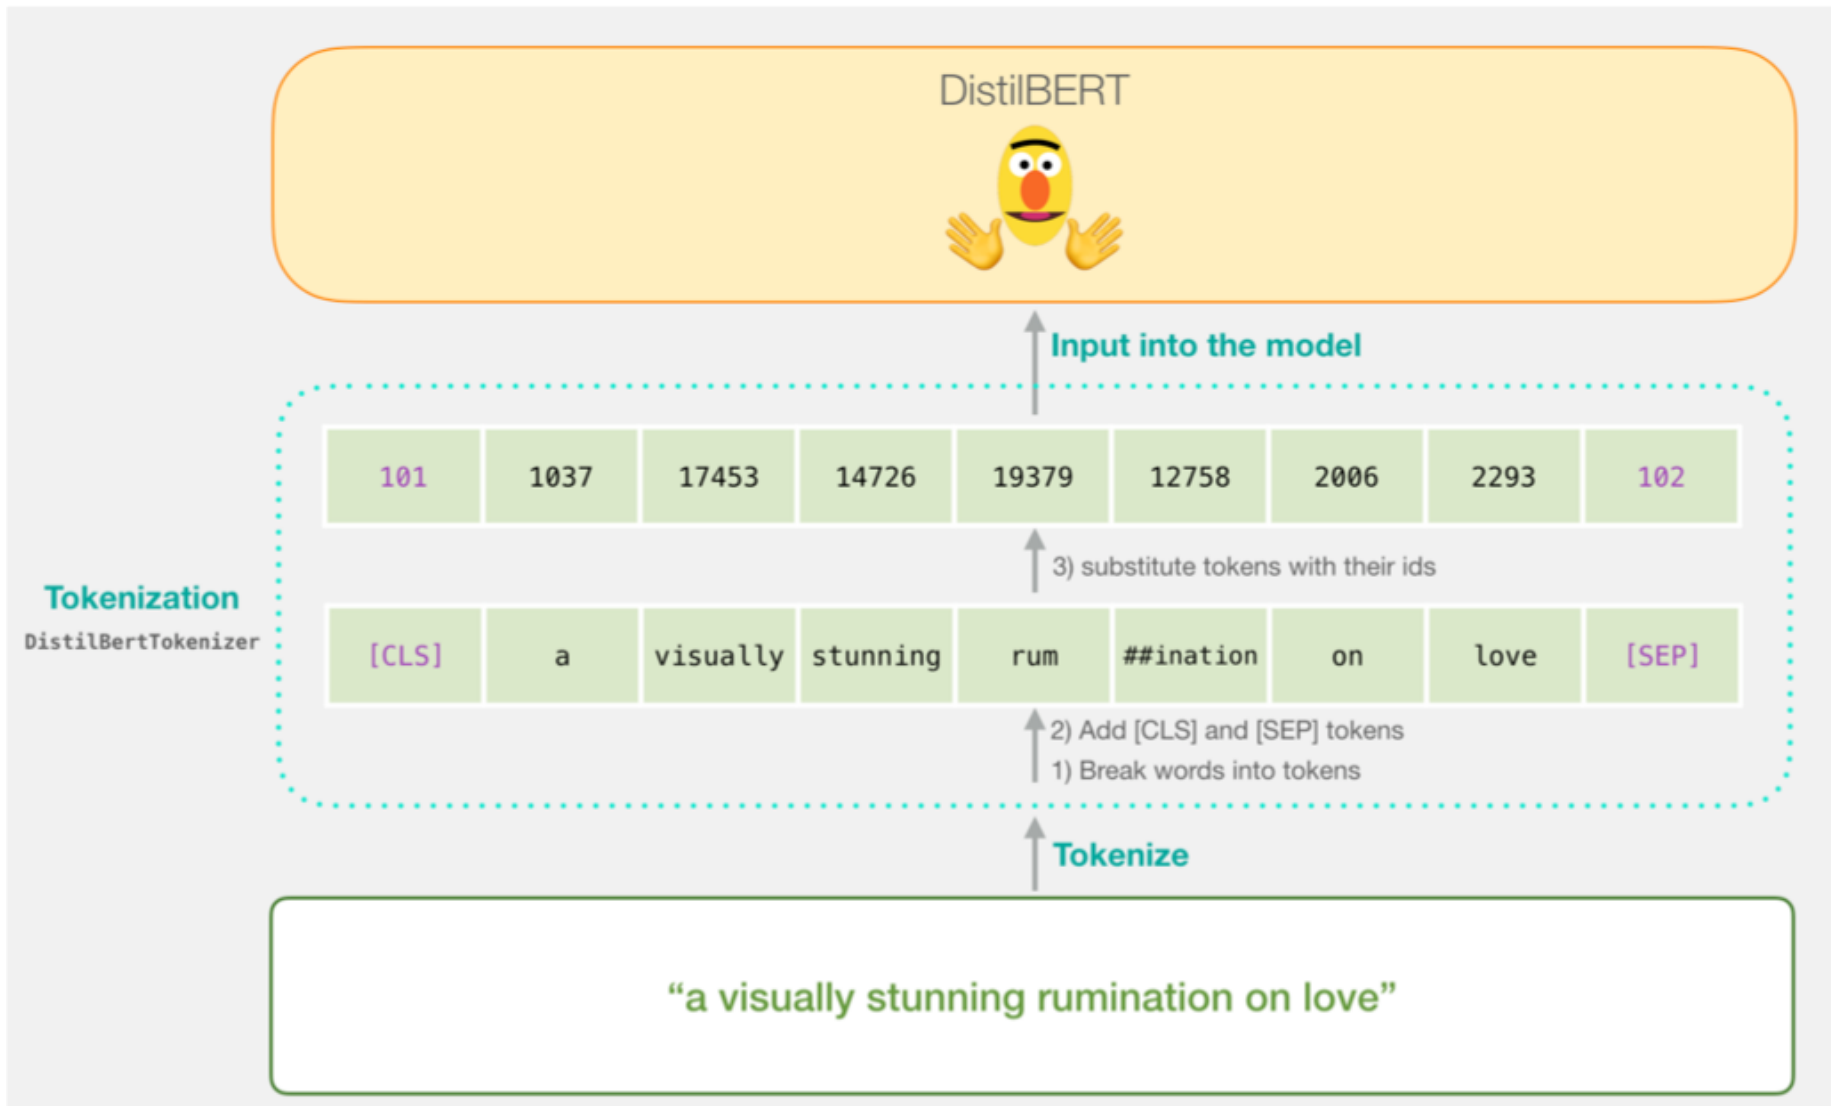 DistilBERT
Input into the model
101 1037 17453 14726 19379 12758 2006 2293 102
3) substitute tokens with their ids
Tokenization
DistilBertTokenizer
[CLS] a visually stunning rum ##ination on love [SEP]
2) Add [CLS] and [SEP] tokens
1) Break words into tokens
Tokenize
“a visually stunning rumination on love”